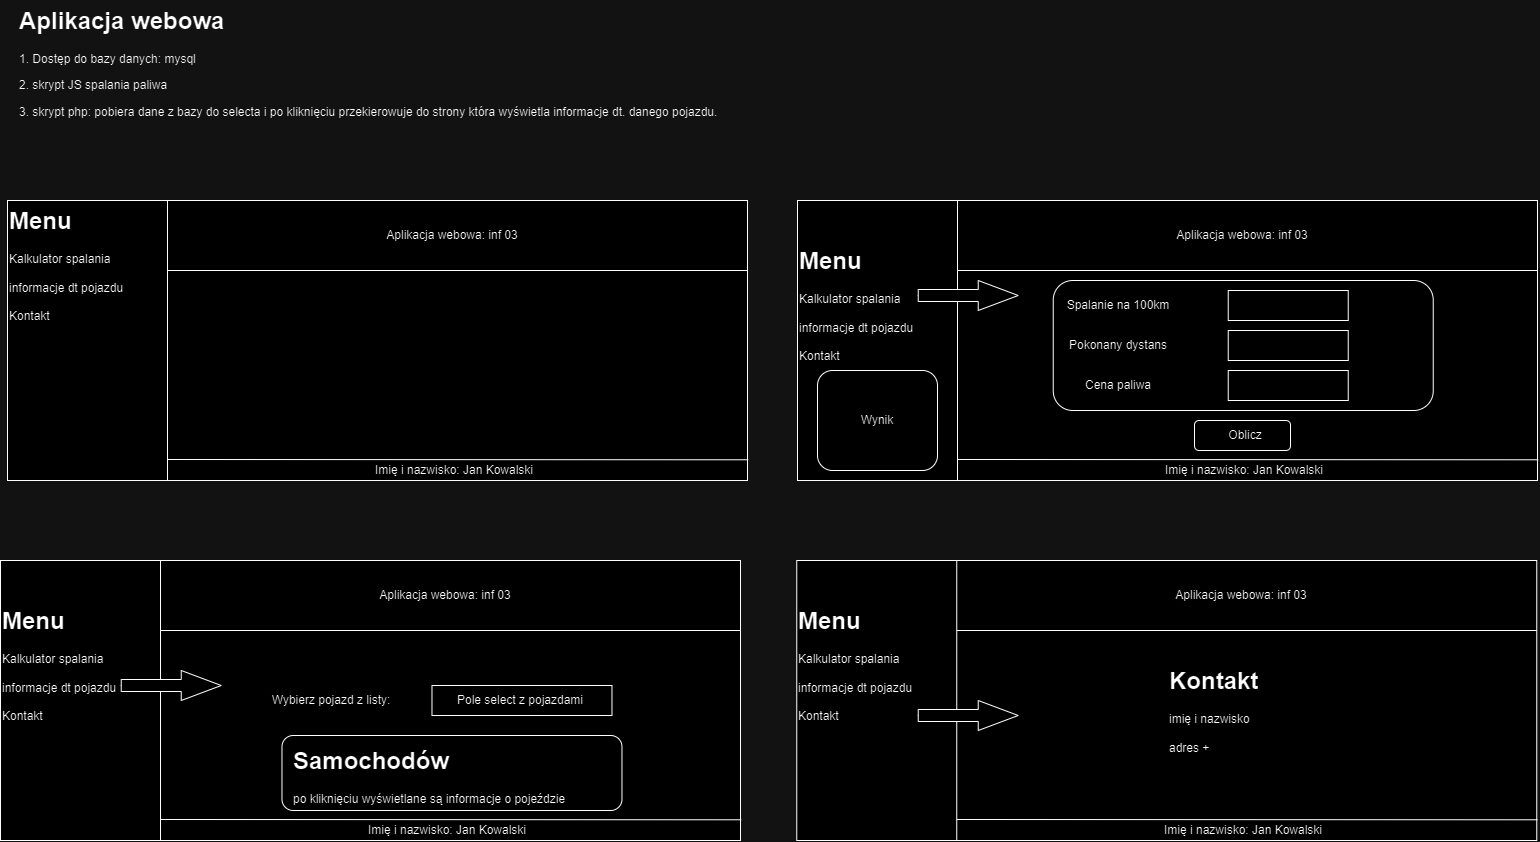 Aplikacja webowa
1. Dostęp do bazy danych: mysql
2. skrypt JS spalania paliwa
3. skrypt php: pobiera dane z bazy do selecta i po kliknięciu przekierowuje do strony która wyświetla informacje dt. danego pojazdu.
Menu
Kalkulator spalania
informacje dt pojazdu
Kontakt
Aplikacja webowa: inf 03
Imię i nazwisko: Jan Kowalski
Menu
Kalkulator spalania
informacje dt pojazdu
Kontakt
Wynik
Aplikacja webowa: inf 03
Spalanie na 100km
Pokonany dystans
Cena paliwa
Oblicz
Imię i nazwisko: Jan Kowalski
Menu
Kalkulator spalania
informacje dt pojazdu
Kontakt
Aplikacja webowa: inf 03
Wybierz pojazd z listy:
Pole select z pojazdami
Samochodów
po kliknięciu wyświetlane są informacje o pojeździe
Imię i nazwisko: Jan Kowalski
Menu
Kalkulator spalania
informacje dt pojazdu
Kontakt
Aplikacja webowa: inf 03
Kontakt
imię i nazwisko
adres +
Imię i nazwisko: Jan Kowalski